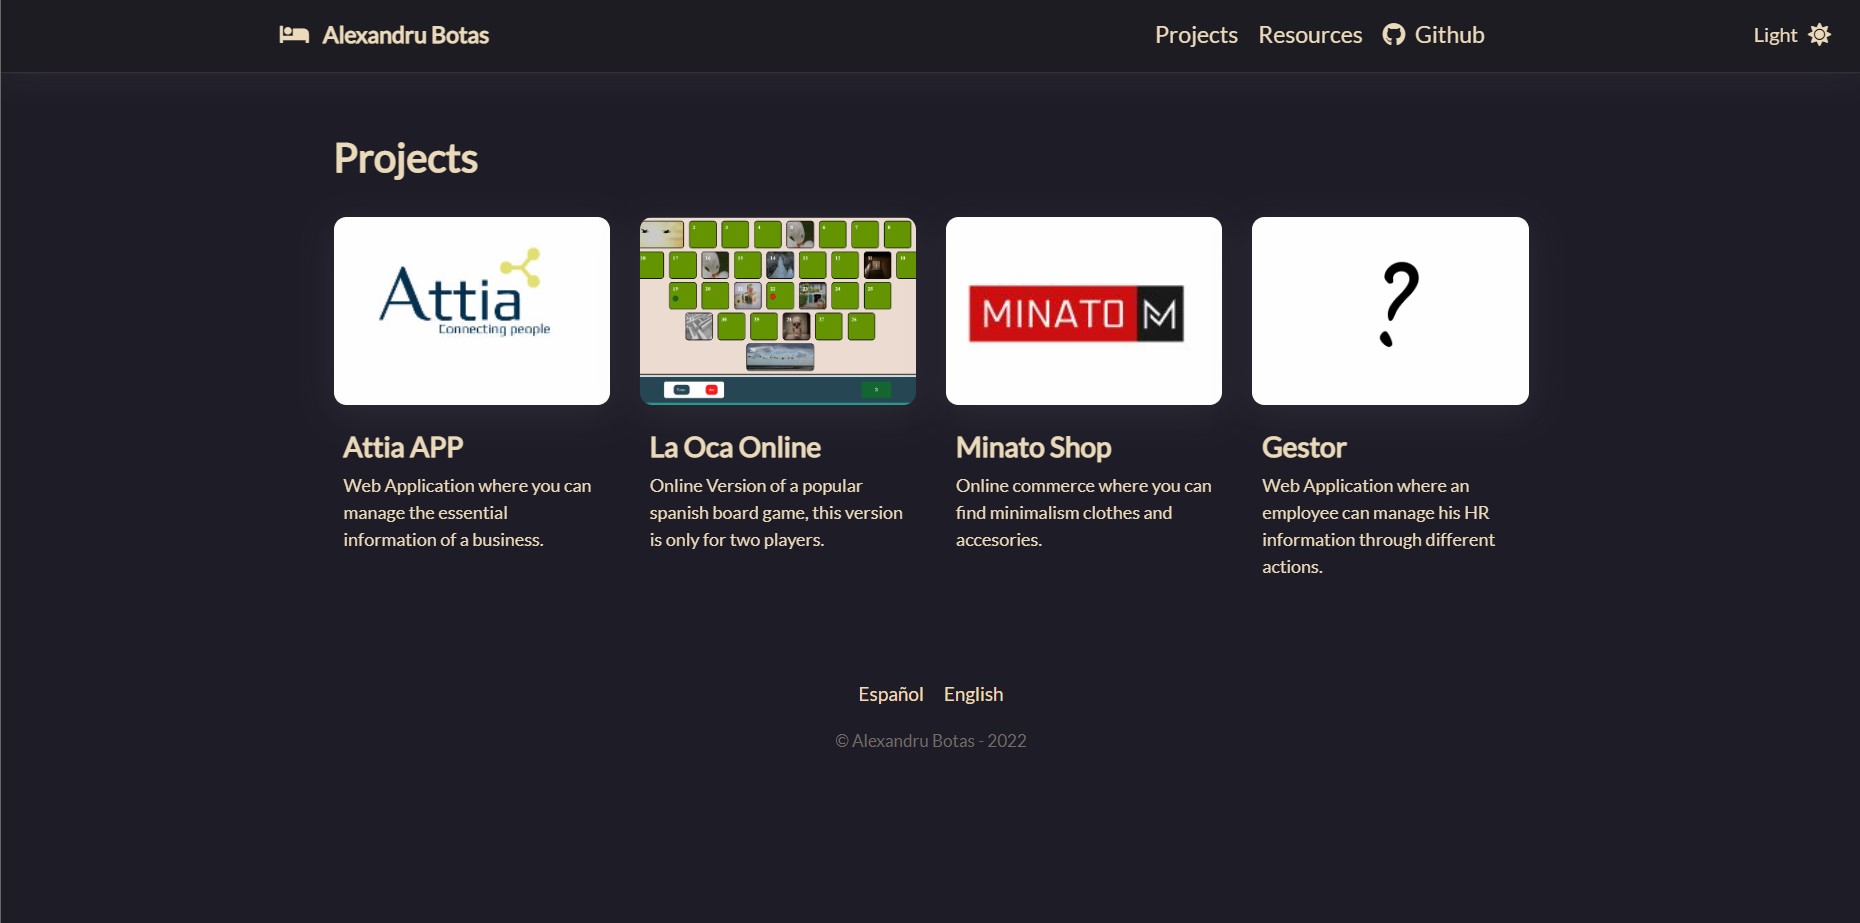 Alexandru Botas
Projects Resources Github
Light
Projects
Attia
Connecting people
MINATO M
?
Attia APP
Web Application where you can
manage the essential
information of a business.
La Oca Online
Online Version of a popular
spanish board game, this version
is only for two players.
Minato Shop
Online commerce where you can
find minimalism clothes and
accesories.
Gestor
Web Application where an
employee can manage his HR
information through different
actions.
Español English
© Alexandru Botas - 2022